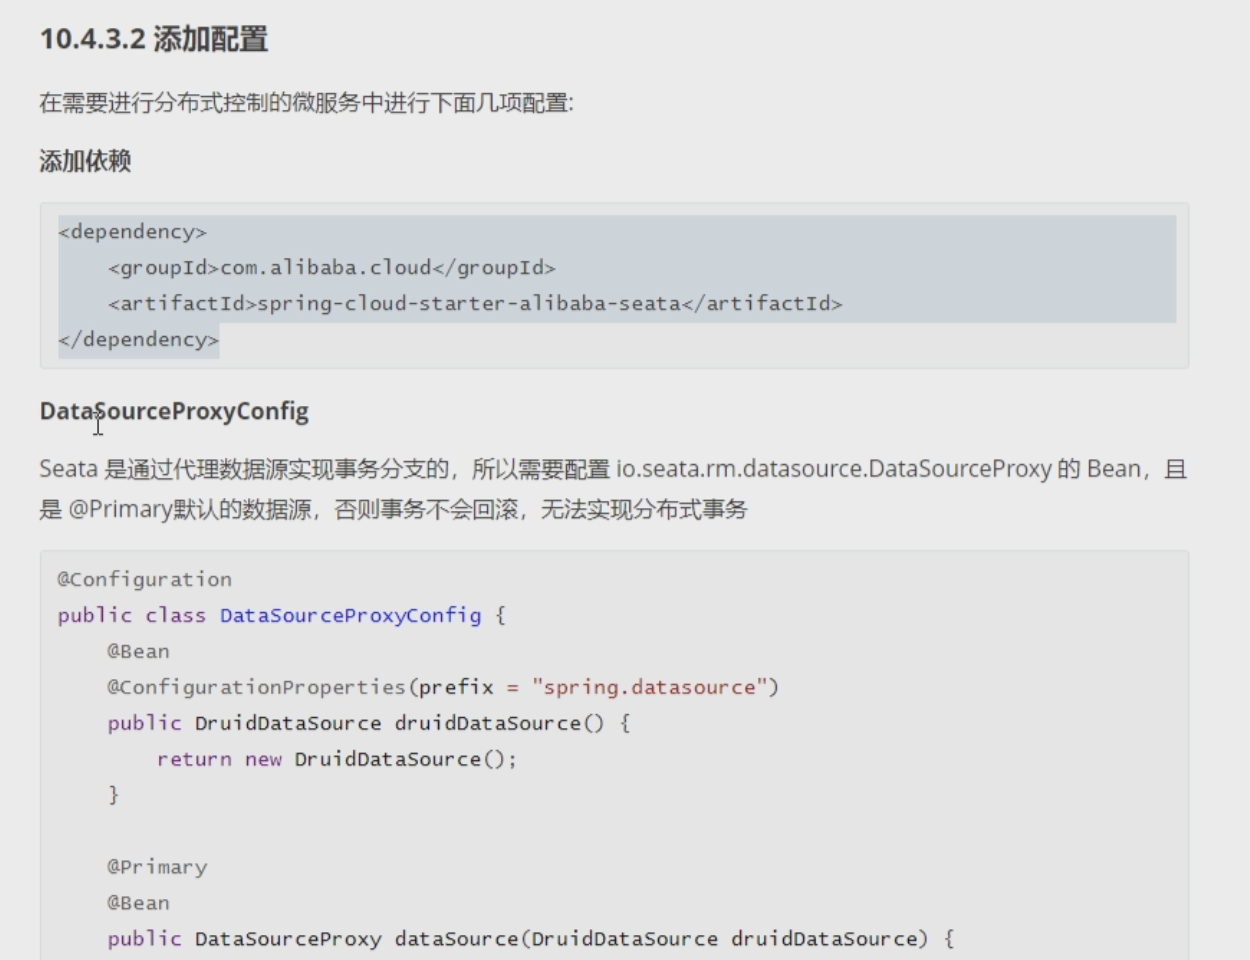 10.4.3.2 添加配置
在需要进行分布式控制的微服务中进行下面几项配置:
添加依赖
<dependency>
    <groupId>com.alibaba.cloud</groupId>
    <artifactId>spring-cloud-starter-alibaba-seata</artifactId>
</dependency>
DataSourceProxyConfig
Seata 是通过代理数据源实现事务分支的，所以需要配置 io.seata.rm.datasource.DataSourceProxy 的 Bean，且
是 @Primary默认的数据源，否则事务不会回滚，无法实现分布式事务
@Configuration
public class DataSourceProxyConfig {
    @Bean
    @ConfigurationProperties(prefix = "spring.datasource")
    public DruidDataSource druidDataSource() {
        return new DruidDataSource();
    }
    @Primary
    @Bean
    public DataSourceProxy dataSource(DruidDataSource druidDataSource) {